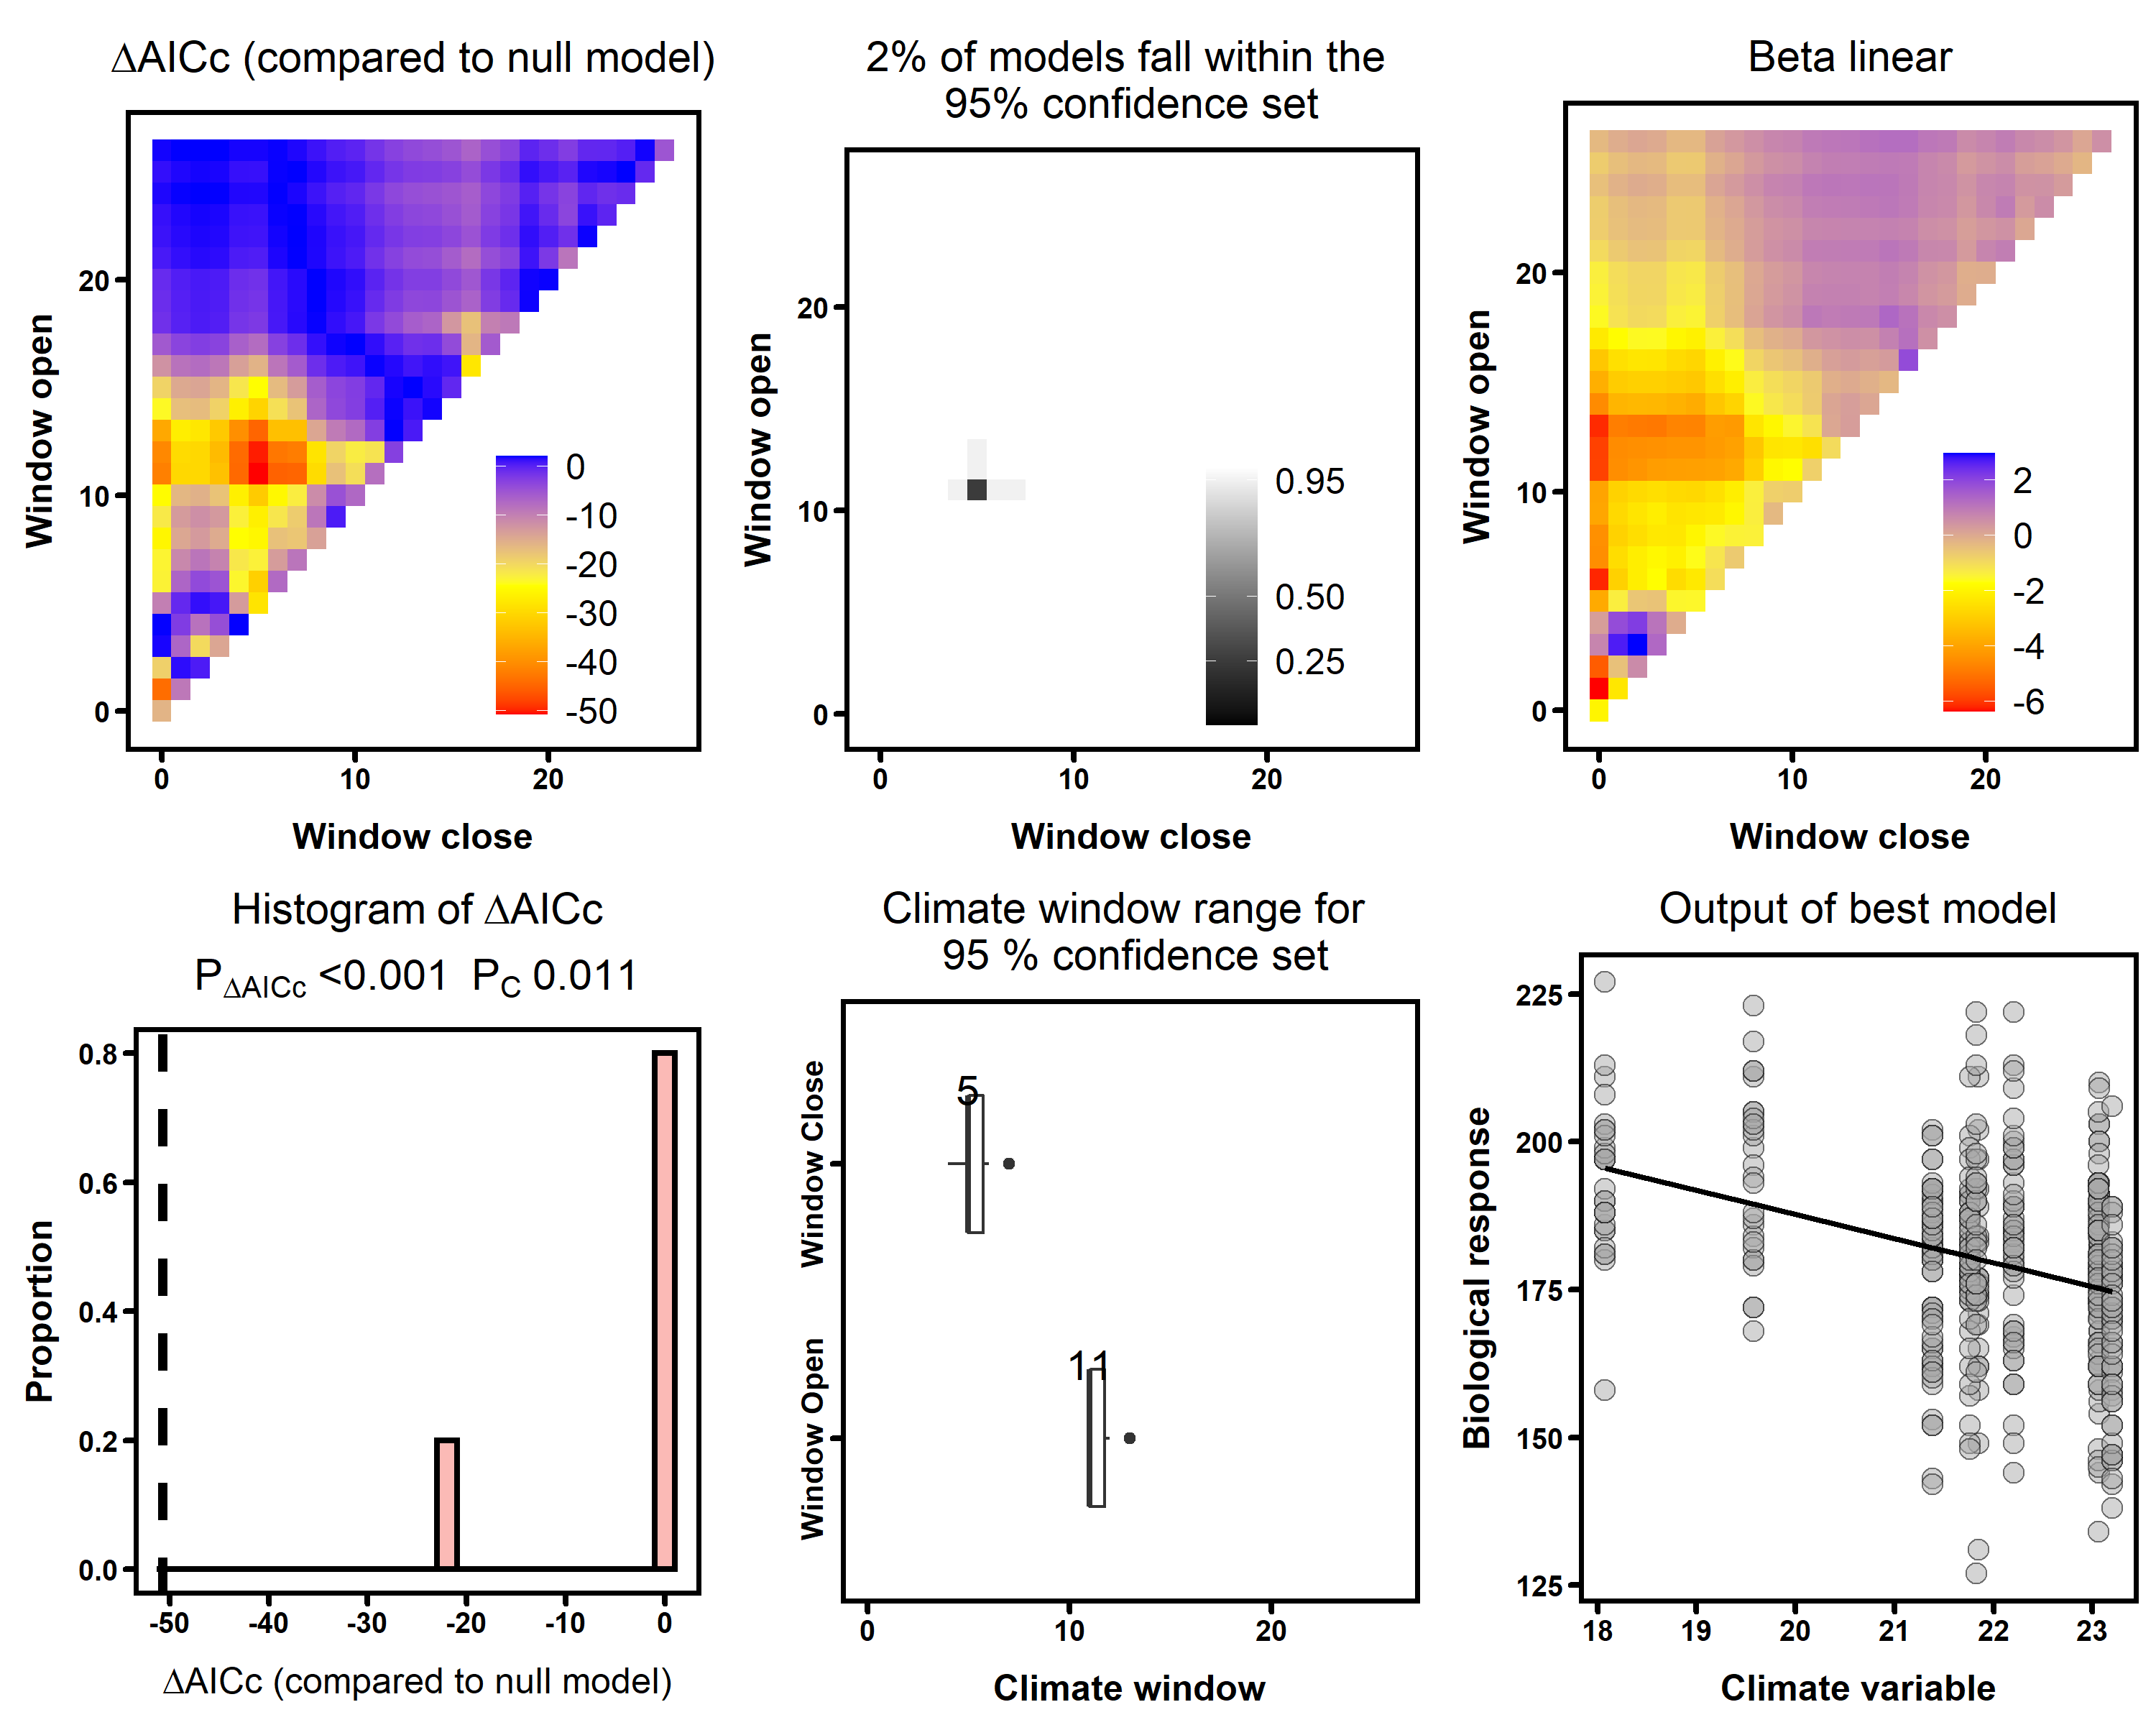 ΔAICc (compared to null model)
Window open
20
10
0
0
-10
-20
-30
-40
-50
0 10 20
Window close
2% of models fall within the
95% confidence set
Window open
20
10
0
0.95
0.50
0.25
0 10 20
Window close
Beta linear
Window open
20
10
0
2
0
-2
-4
-6
0 10 20
Window close
Histogram of ΔAICc
PΔAICc <0.001 PC 0.011
Proportion
0.8
0.6
0.4
0.2
0.0
-50 -40 -30 -20 -10 0
ΔAICc (compared to null model)
Climate window range for
95 % confidence set
Window Close
5
Window Open
11
0 10 20
Climate window
Output of best model
Biological response
225
200
175
150
125
18 19 20 21 22 23
Climate variable